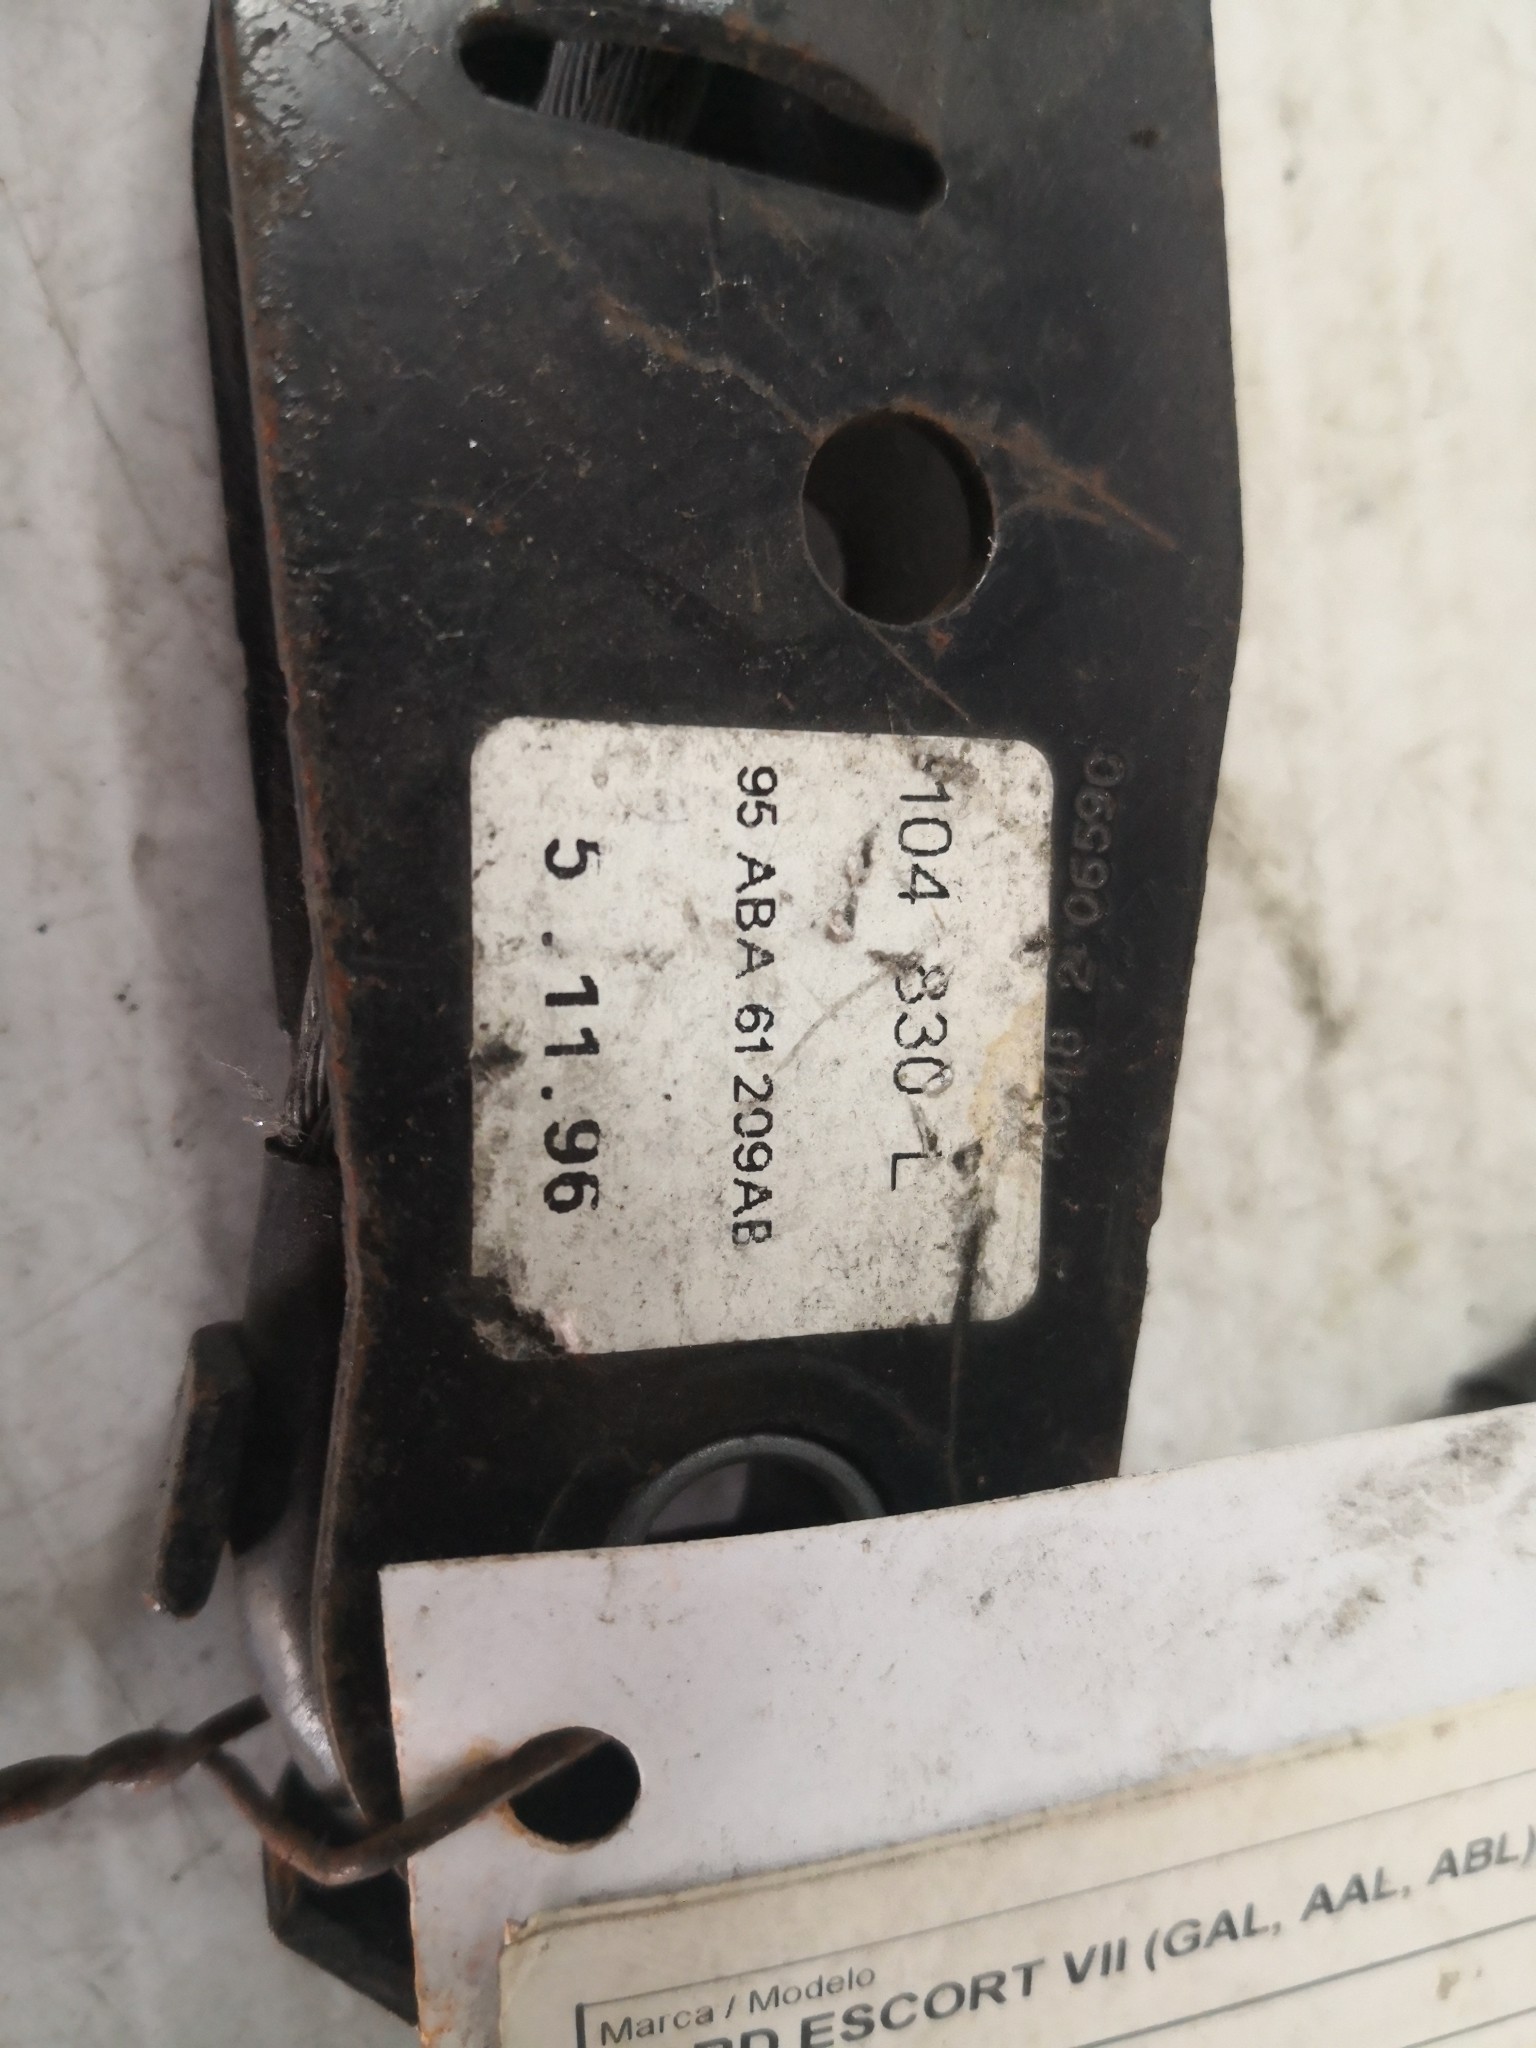 104 830 L
95 ABA 61 209AB
5.11.96
Marca / Modelo
ESCORT VII (GAL, AAL, ABL)